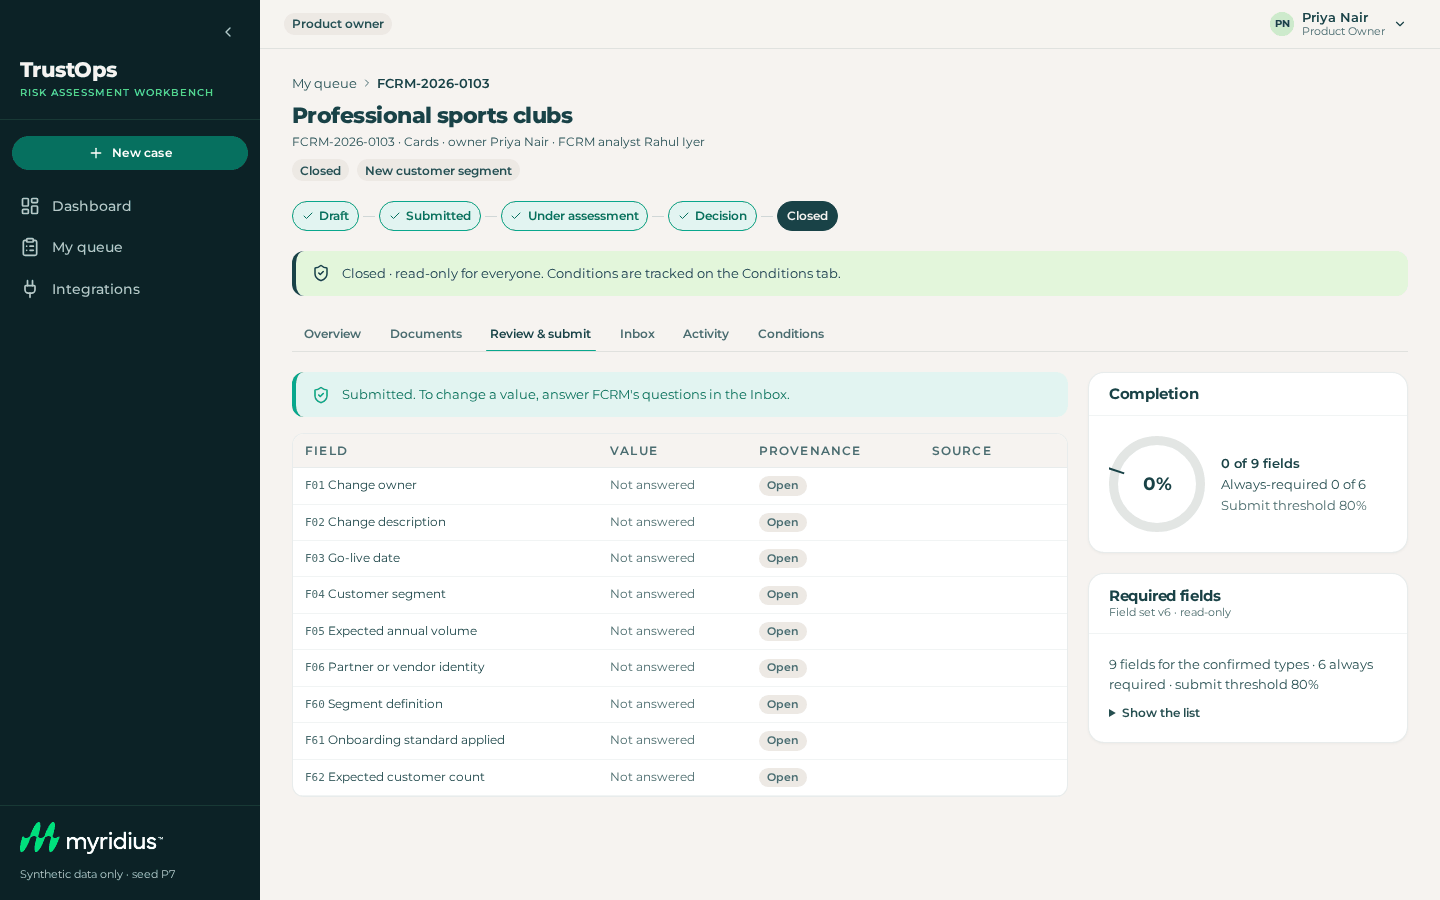 TrustOps
RISK ASSESSMENT WORKBENCH
New case
Dashboard
My queue
Integrations
myridius™
Synthetic data only · seed P7
Product owner
PN
Priya Nair
Product Owner
My queue › FCRM-2026-0103
Professional sports clubs
FCRM-2026-0103 · Cards · owner Priya Nair · FCRM analyst Rahul Iyer
Closed New customer segment
Draft Submitted Under assessment Decision Closed
Closed · read-only for everyone. Conditions are tracked on the Conditions tab.
Overview Documents Review & submit Inbox Activity Conditions
Submitted. To change a value, answer FCRM's questions in the Inbox.
FIELD VALUE PROVENANCE SOURCE
F01 Change owner Not answered Open
F02 Change description Not answered Open
F03 Go-live date Not answered Open
F04 Customer segment Not answered Open
F05 Expected annual volume Not answered Open
F06 Partner or vendor identity Not answered Open
F60 Segment definition Not answered Open
F61 Onboarding standard applied Not answered Open
F62 Expected customer count Not answered Open
Completion
0%
0 of 9 fields
Always-required 0 of 6
Submit threshold 80%
Required fields
Field set v6 · read-only
9 fields for the confirmed types · 6 always
required · submit threshold 80%
Show the list